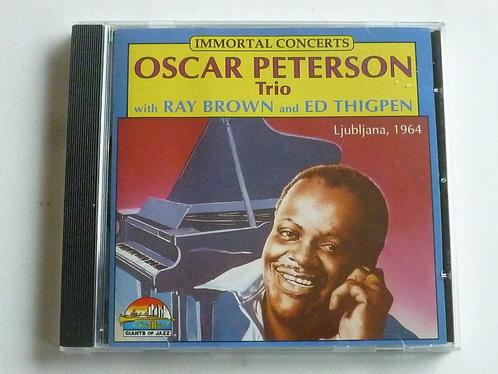 IMMORTAL CONCERTS
OSCAR PETERSON
Trio
with RAY BROWN and ED THIGPEN
Ljubljana, 1964
GIANTS OF JAZZ